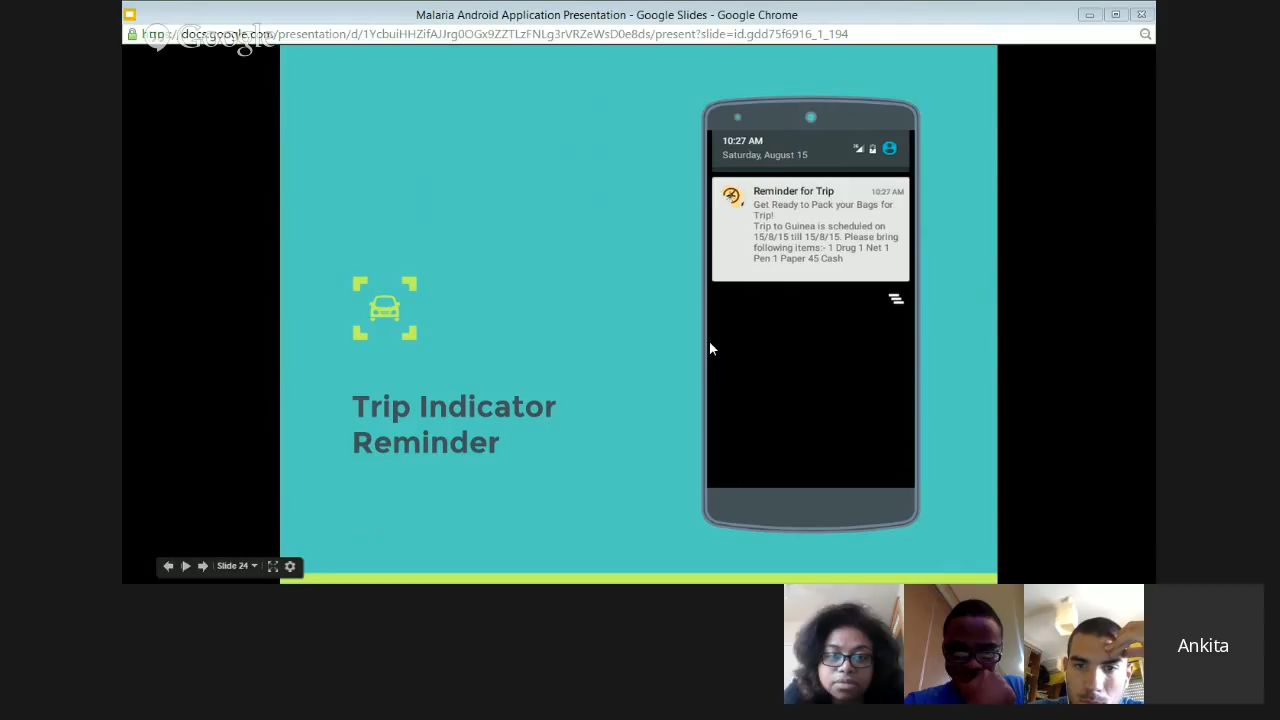 Malaria Android Application Presentation - Google Slides - Google Chrome
Google
docs.google.com/presentation/d/1YcbuiHHZifAJJrg0OGx9ZZTLzFNLg3rVRZeWsD0e8ds/present?slide=id.gdd75f6916_1_194
10:27 AM
Saturday, August 15
Reminder for Trip 10:27 AM
Get Ready to Pack your Bags for
Trip!
Trip to Guinea is scheduled on
15/8/15 till 15/8/15. Please bring
following items:- 1 Drug 1 Net 1
Pen 1 Paper 45 Cash
Trip Indicator
Reminder
Slide 24
Ankita